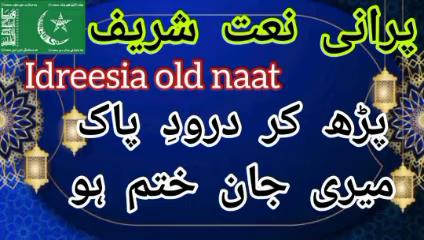 پرانی نعت شریف
Idreesia old naat
پڑھ کر درودِ پاک
میری جان ختم ہو